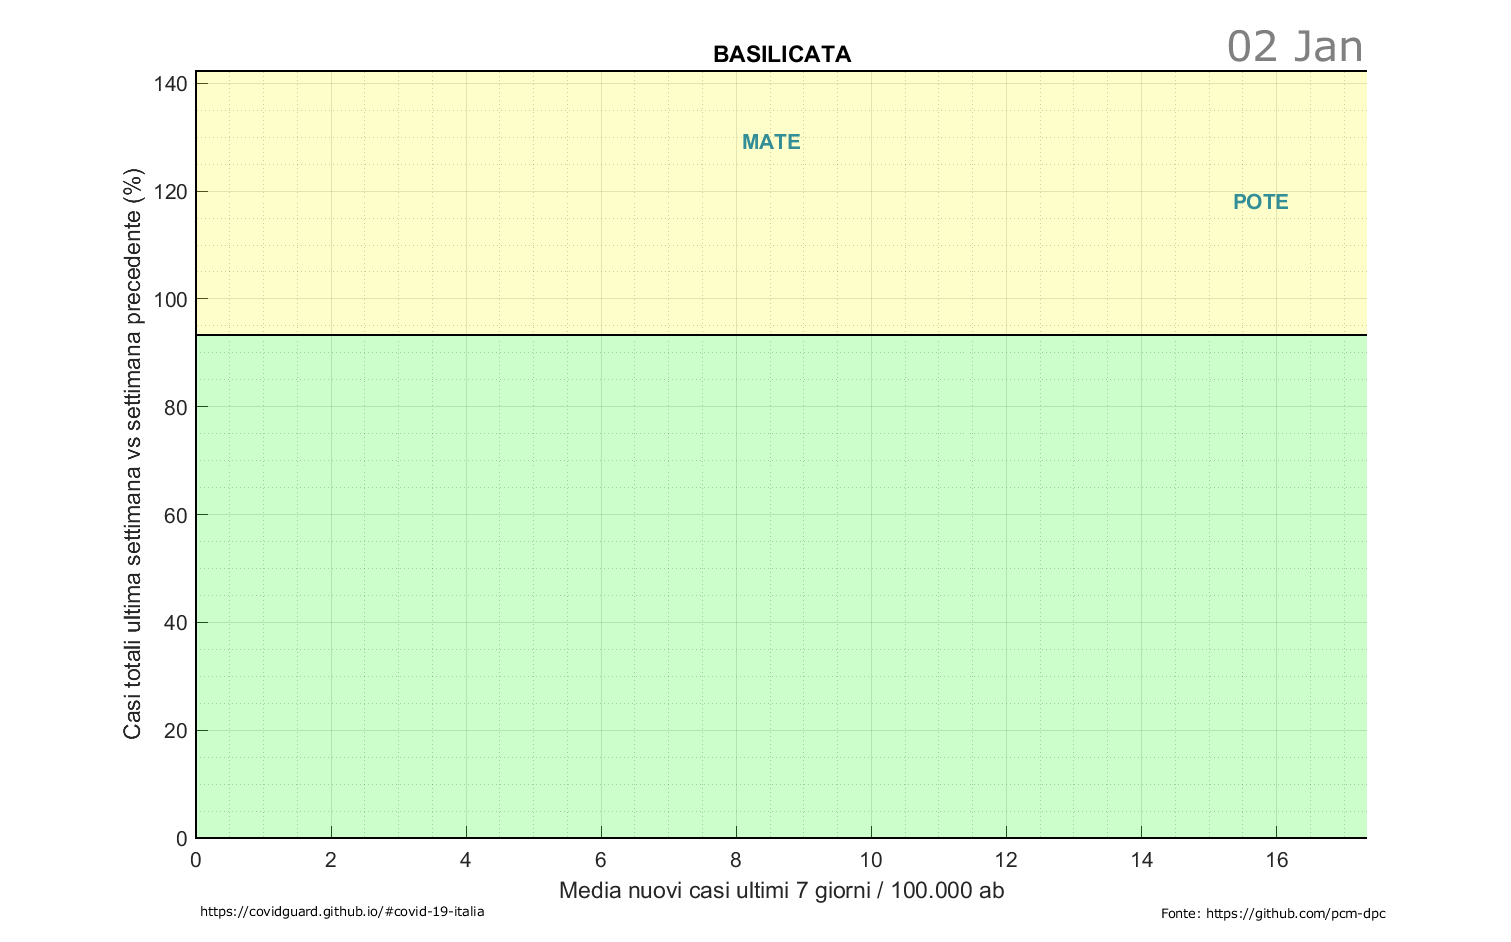 02 Jan
BASILICATA
140
120
100
80
60
40
20
0
Casi totali ultima settimana vs settimana precedente (%)
MATE
POTE
0 2 4 6 8 10 12 14 16
Media nuovi casi ultimi 7 giorni / 100.000 ab
https://covidguard.github.io/#covid-19-italia
Fonte: https://github.com/pcm-dpc